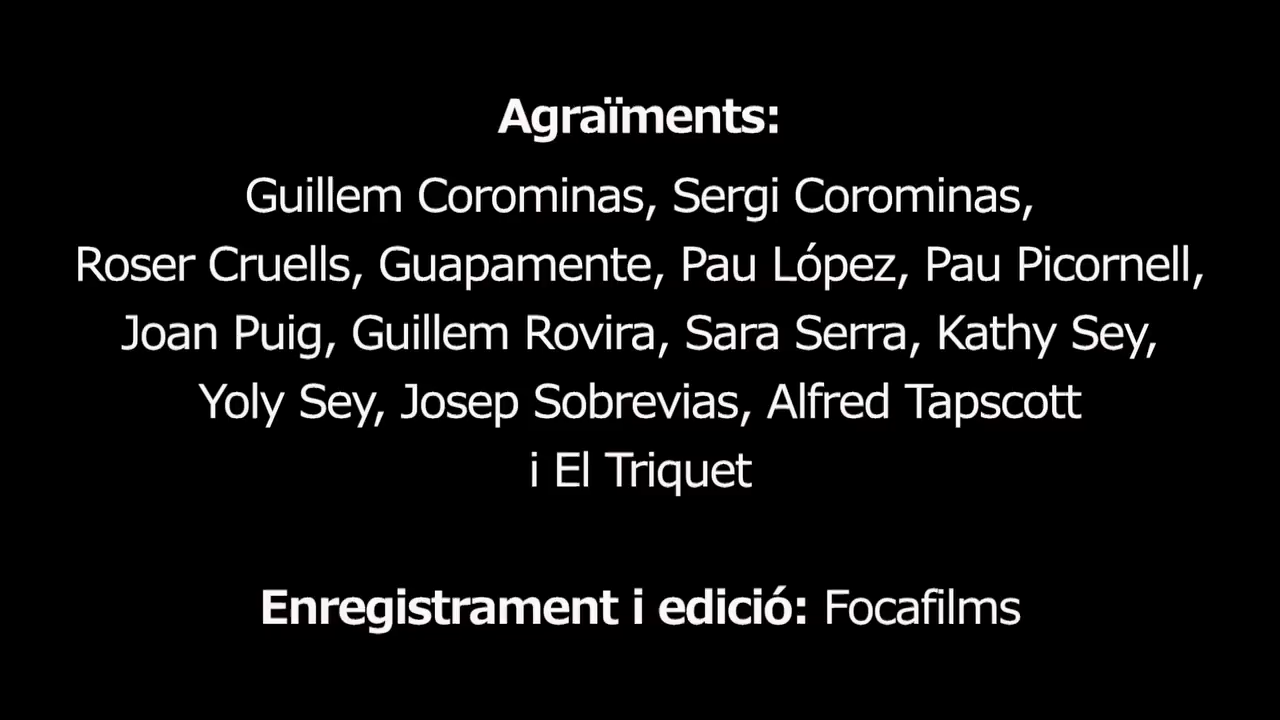 Agraïments:
Guillem Corominas, Sergi Corominas,
Roser Cruells, Guapamente, Pau López, Pau Picornell,
Joan Puig, Guillem Rovira, Sara Serra, Kathy Sey,
Yoly Sey, Josep Sobrevias, Alfred Tapscott
i El Triquet
Enregistrament i edició: Focafilms